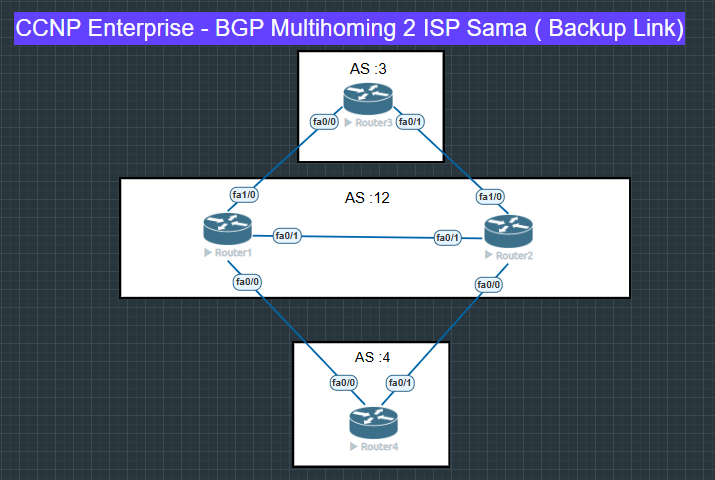 CCNP Enterprise - BGP Multihoming 2 ISP Sama ( Backup Link)
AS :3
Router3
fa0/0
fa0/1
fa1/0
fa1/0
AS :12
Router1
fa0/1
fa0/1
Router2
fa0/0
fa0/0
AS :4
fa0/0
fa0/1
Router4